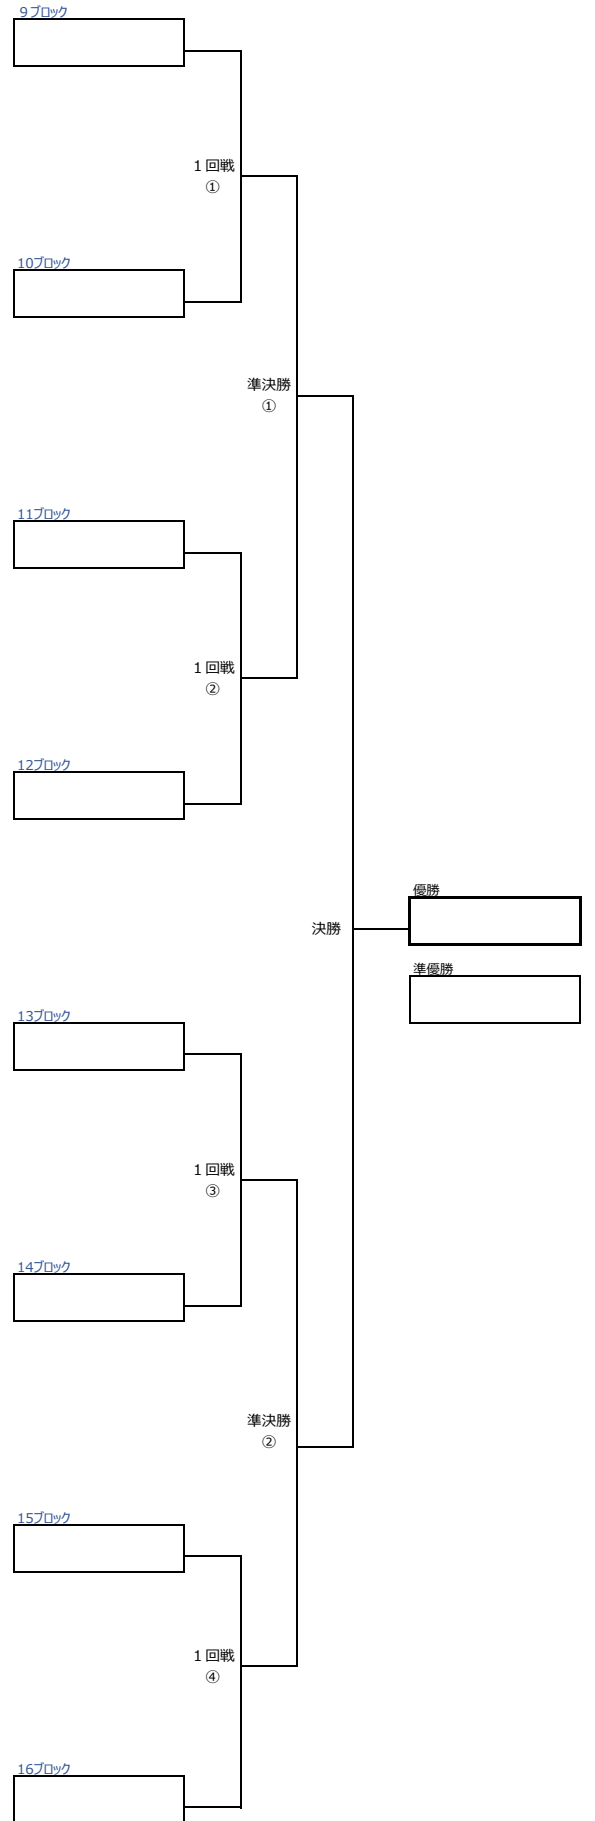 ９ブロック
１回戦
①
10ブロック
準決勝
①
11ブロック
１回戦
②
12ブロック
優勝
決勝
準優勝
13ブロック
１回戦
③
14ブロック
準決勝
②
15ブロック
１回戦
④
16ブロック